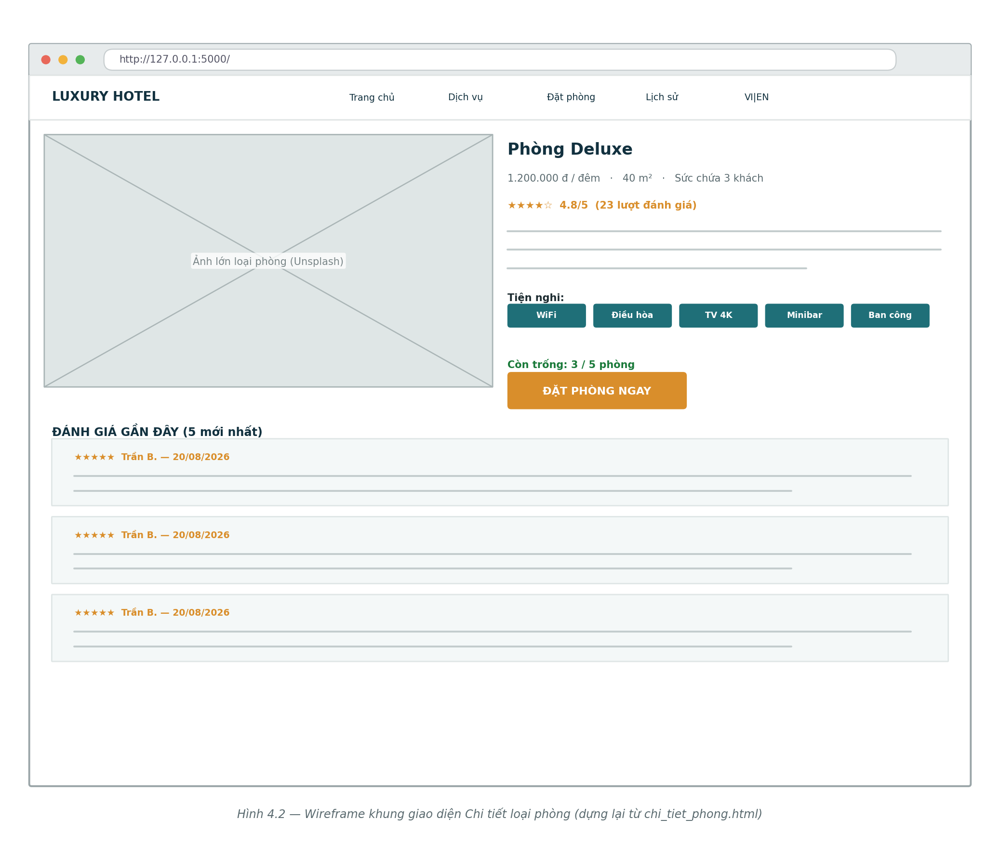 http://127.0.0.1:5000/
LUXURY HOTEL
Trang chủ Dịch vụ Đặt phòng Lịch sử VI|EN
Phòng Deluxe
1.200.000 đ / đêm · 40 m² · Sức chứa 3 khách
★★★★☆ 4.8/5 (23 lượt đánh giá)
Ảnh lớn loại phòng (Unsplash)
Tiện nghi:
WiFi Điều hòa TV 4K Minibar Ban công
Còn trống: 3 / 5 phòng
ĐẶT PHÒNG NGAY
ĐÁNH GIÁ GẦN ĐÂY (5 mới nhất)
★★★★★ Trần B. — 20/08/2026
★★★★★ Trần B. — 20/08/2026
★★★★★ Trần B. — 20/08/2026
Hình 4.2 — Wireframe khung giao diện Chi tiết loại phòng (dựng lại từ chi_tiet_phong.html)